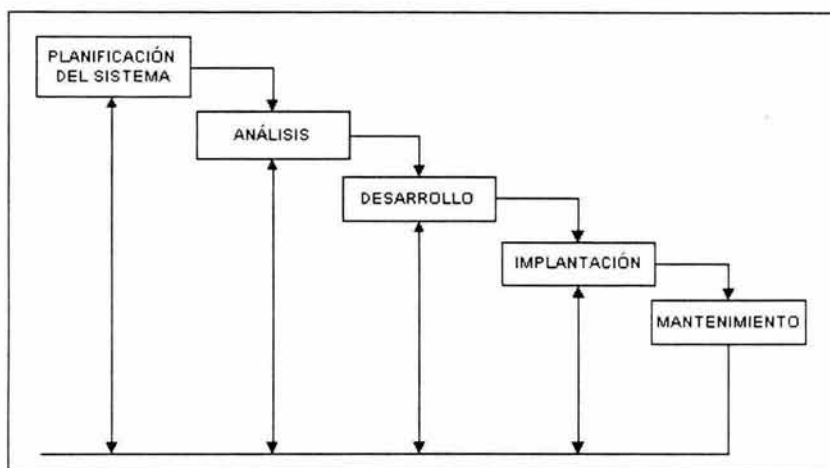 PLANIFICACIÓN
DEL SISTEMA
ANÁLISIS
DESARROLLO
IMPLANTACIÓN
MANTENIMIENTO